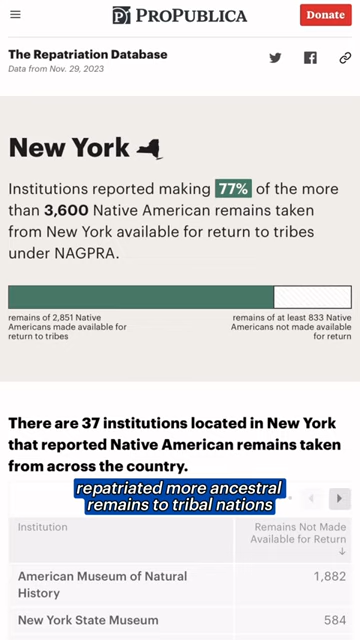 PROPUBLICA
Donate
The Repatriation Database
Data from Nov. 29, 2023
New York
Institutions reported making 77% of the more
than 3,600 Native American remains taken
from New York available for return to tribes
under NAGPRA.
remains of 2,851 Native
Americans made available for
return to tribes
remains of at least 833 Native
Americans not made available
for return
There are 37 institutions located in New York
that reported Native American remains taken
from across the country.
repatriated more ancestral
remains to tribal nations
Institution
Remains Not Made
Available for Return
↓
American Museum of Natural
History
1,882
New York State Museum
584